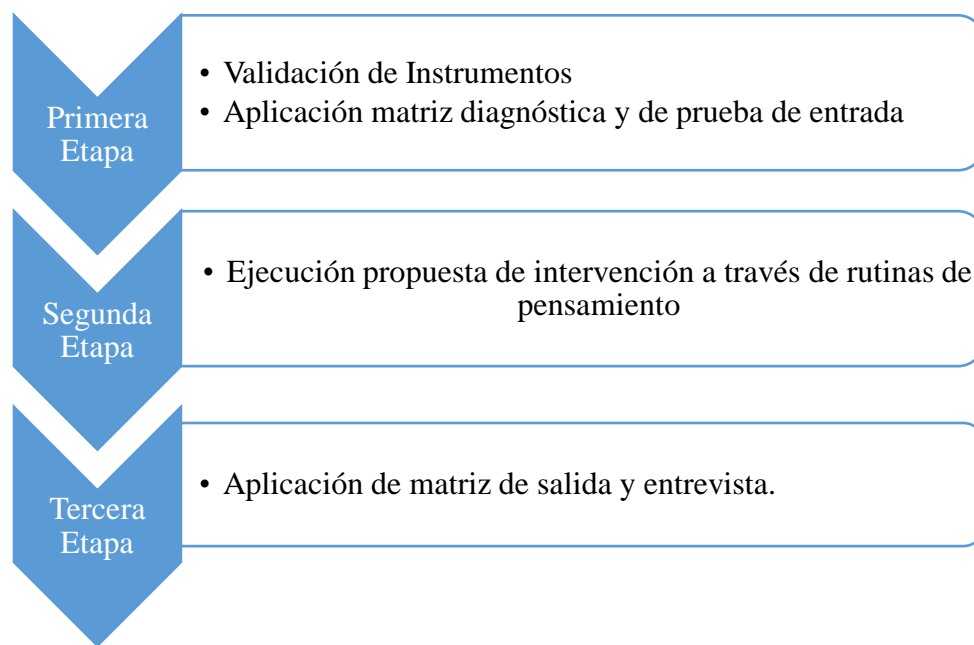 Primera
Etapa
• Validación de Instrumentos
• Aplicación matriz diagnóstica y de prueba de entrada
Segunda
Etapa
• Ejecución propuesta de intervención a través de rutinas de
pensamiento
Tercera
Etapa
• Aplicación de matriz de salida y entrevista.